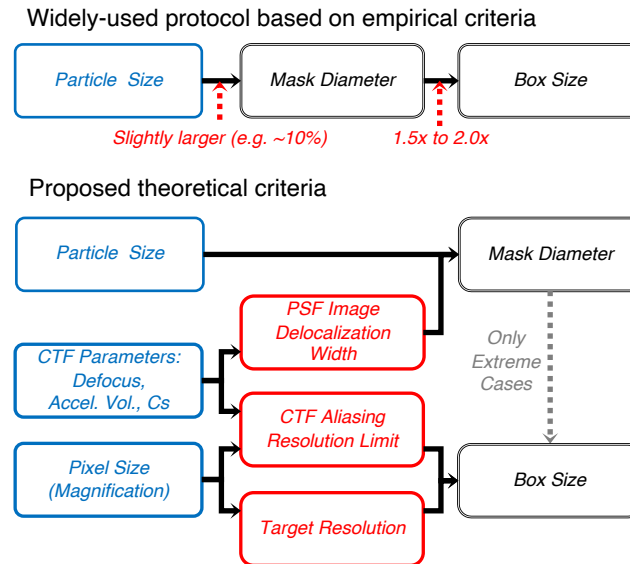 Widely-used protocol based on empirical criteria
Particle Size
Mask Diameter
Box Size
Slightly larger (e.g. ~10%)
1.5x to 2.0x
Proposed theoretical criteria
Particle Size
Mask Diameter
PSF Image
Delocalization
Width
Only
Extreme
Cases
CTF Parameters:
Defocus,
Accel. Vol., Cs
CTF Aliasing
Resolution Limit
Pixel Size
(Magnification)
Box Size
Target Resolution